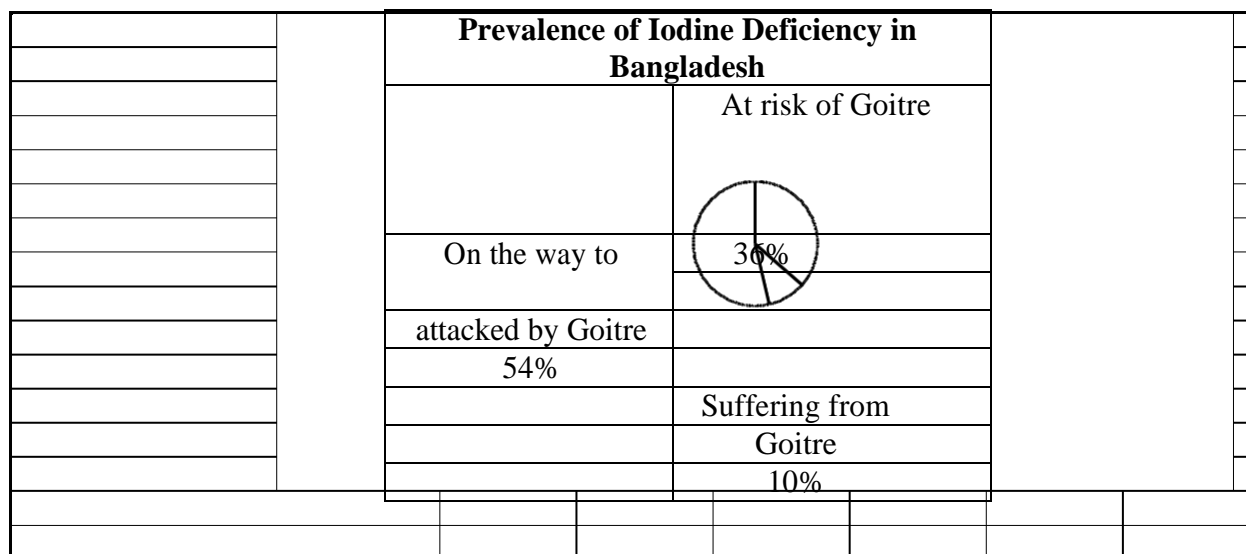 Prevalence of Iodine Deficiency in
Bangladesh
At risk of Goitre
On the way to
36%
attacked by Goitre
54%
Suffering from
Goitre
10%